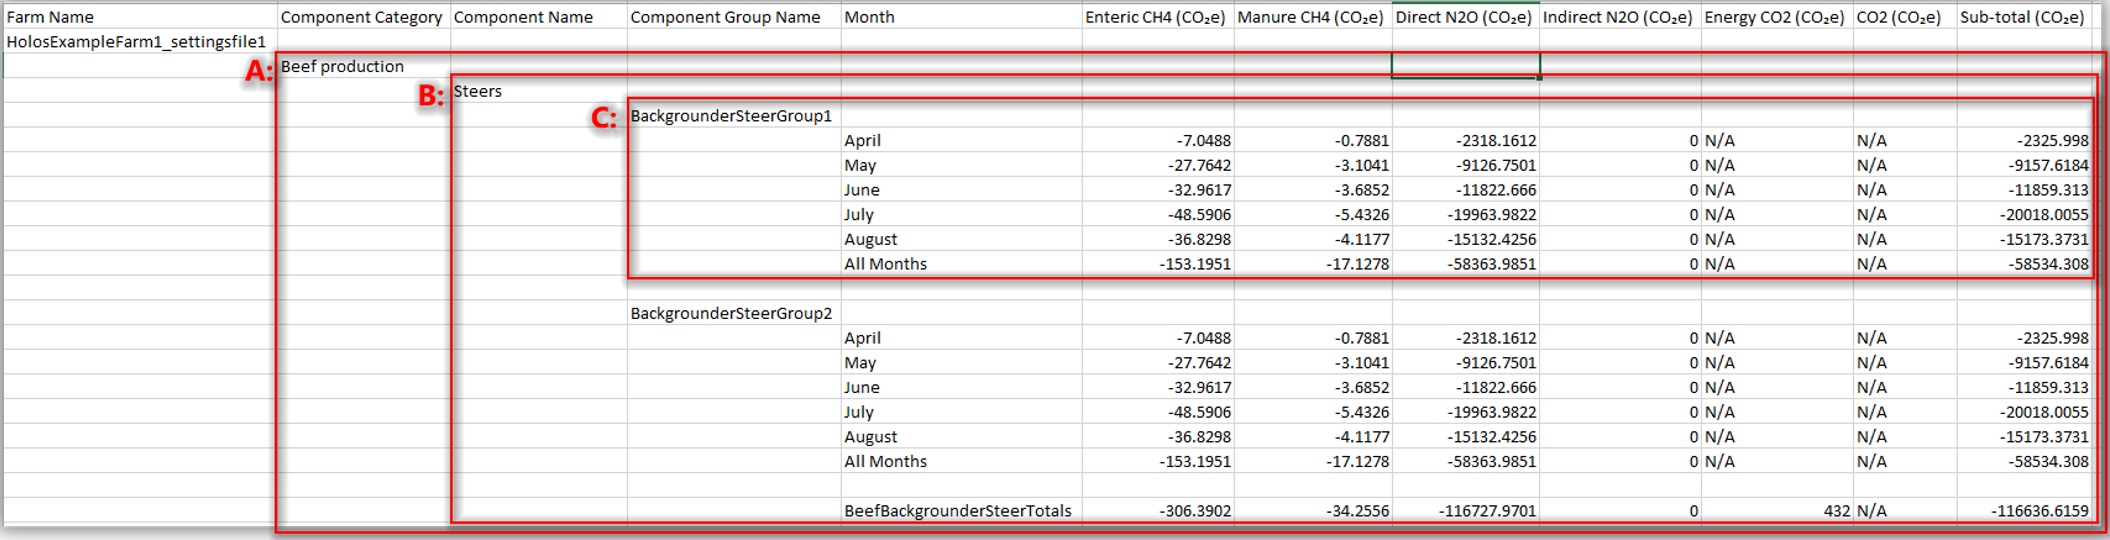 Farm Name Component Category Component Name Component Group Name Month Enteric CH4 (CO₂e) Manure CH4 (CO₂e) Direct N2O (CO₂e) Indirect N2O (CO₂e) Energy CO2 (CO₂e) CO2 (CO₂e) Sub-total (CO₂e)
HolosExampleFarm1_settingsfile1
A: Beef production
B: Steers
C: BackgrounderSteerGroup1
April -7.0488 -0.7881 -2318.1612 0 N/A N/A -2325.998
May -27.7642 -3.1041 -9126.7501 0 N/A N/A -9157.6184
June -32.9617 -3.6852 -11822.666 0 N/A N/A -11859.313
July -48.5906 -5.4326 -19963.9822 0 N/A N/A -20018.0055
August -36.8298 -4.1177 -15132.4256 0 N/A N/A -15173.3731
All Months -153.1951 -17.1278 -58363.9851 0 N/A N/A -58534.308
BackgrounderSteerGroup2
April -7.0488 -0.7881 -2318.1612 0 N/A N/A -2325.998
May -27.7642 -3.1041 -9126.7501 0 N/A N/A -9157.6184
June -32.9617 -3.6852 -11822.666 0 N/A N/A -11859.313
July -48.5906 -5.4326 -19963.9822 0 N/A N/A -20018.0055
August -36.8298 -4.1177 -15132.4256 0 N/A N/A -15173.3731
All Months -153.1951 -17.1278 -58363.9851 0 N/A N/A -58534.308
BeefBackgrounderSteerTotals -306.3902 -34.2556 -116727.9701 0 432 N/A -116636.6159